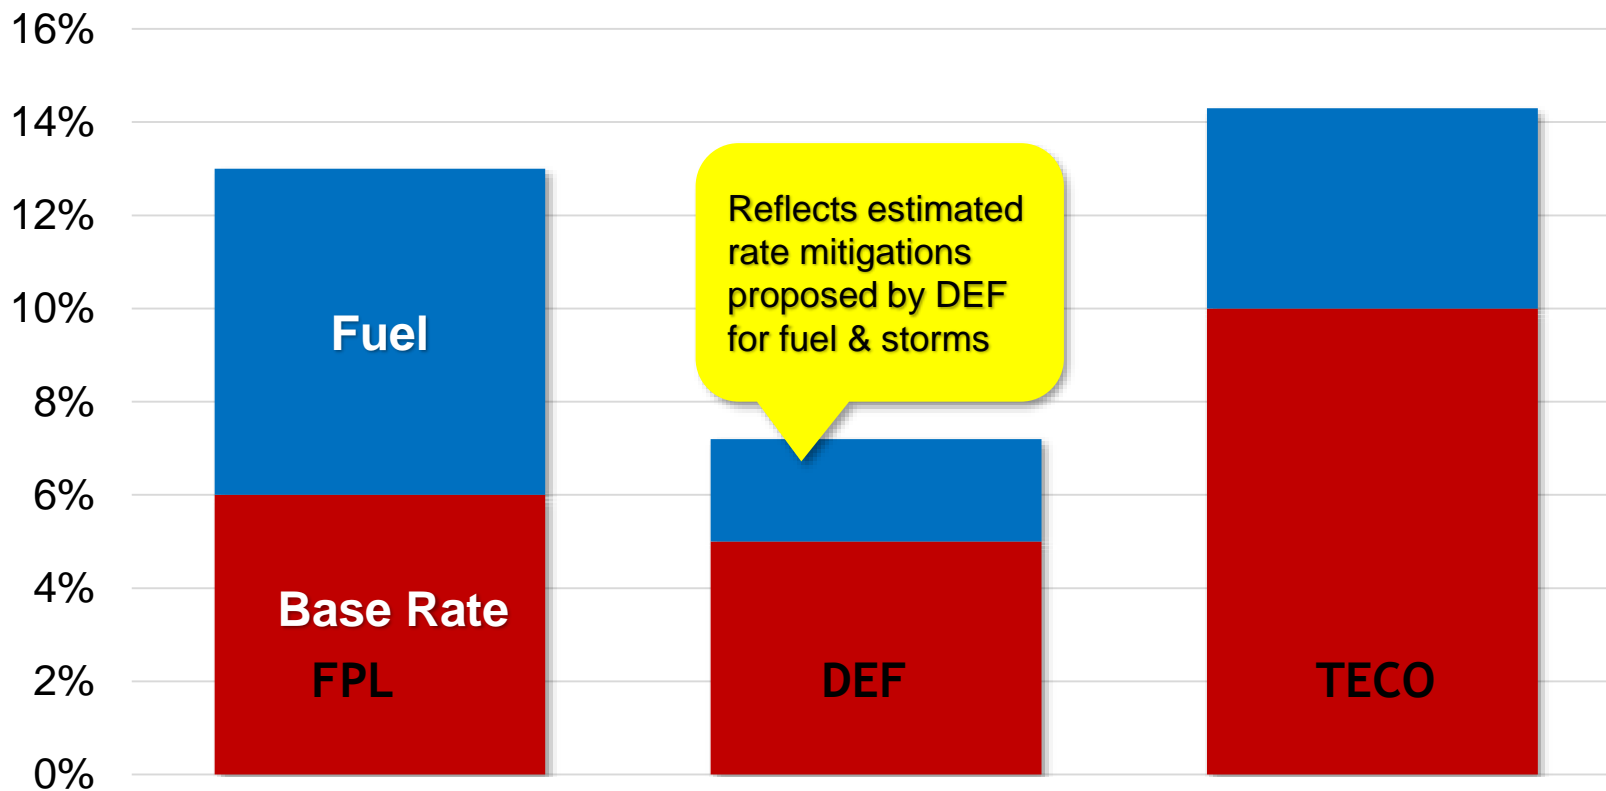 16%
14%
12%
10%
8%
6%
4%
2%
0%
Fuel
Base Rate
FPL
Reflects estimated
rate mitigations
proposed by DEF
for fuel & storms
DEF
TECO